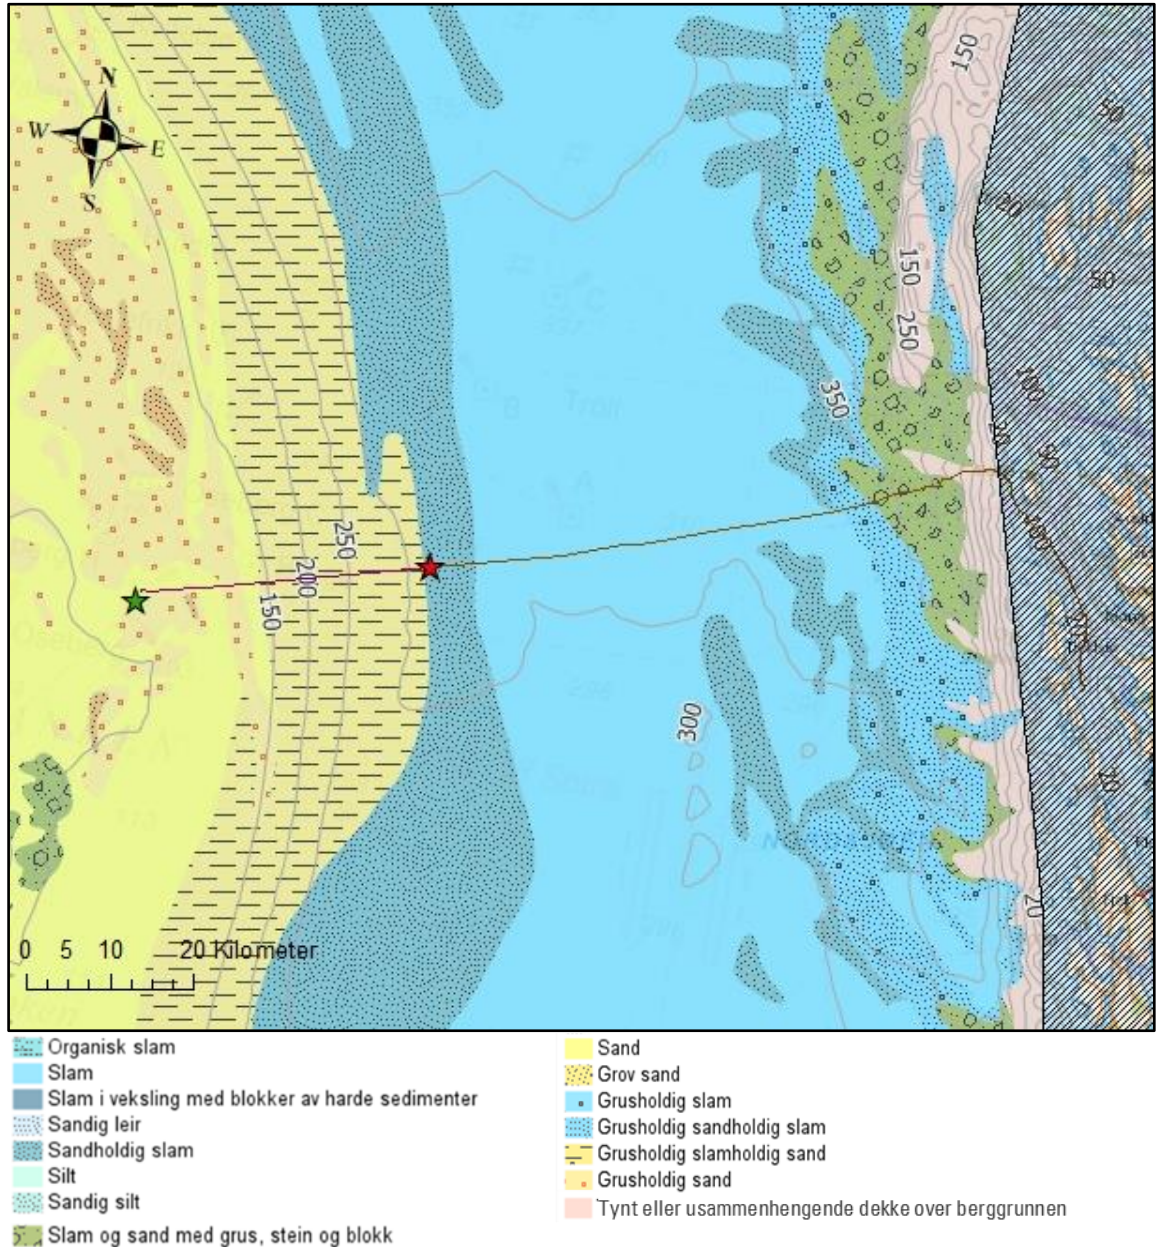 N
W E
S
150
50
20
150
50
250
350
100
20
50
Troll
B
A
C
250
200
150
300
20
20
0 5 10 20 Kilometer
Organisk slam
Slam
Slam i veksling med blokker av harde sedimenter
Sandig leir
Sandholdig slam
Silt
Sandig silt
Slam og sand med grus, stein og blokk
Sand
Grov sand
Grusholdig slam
Grusholdig sandholdig slam
Grusholdig slamholdig sand
Grusholdig sand
Tynt eller usammenhengende dekke over berggrunnen